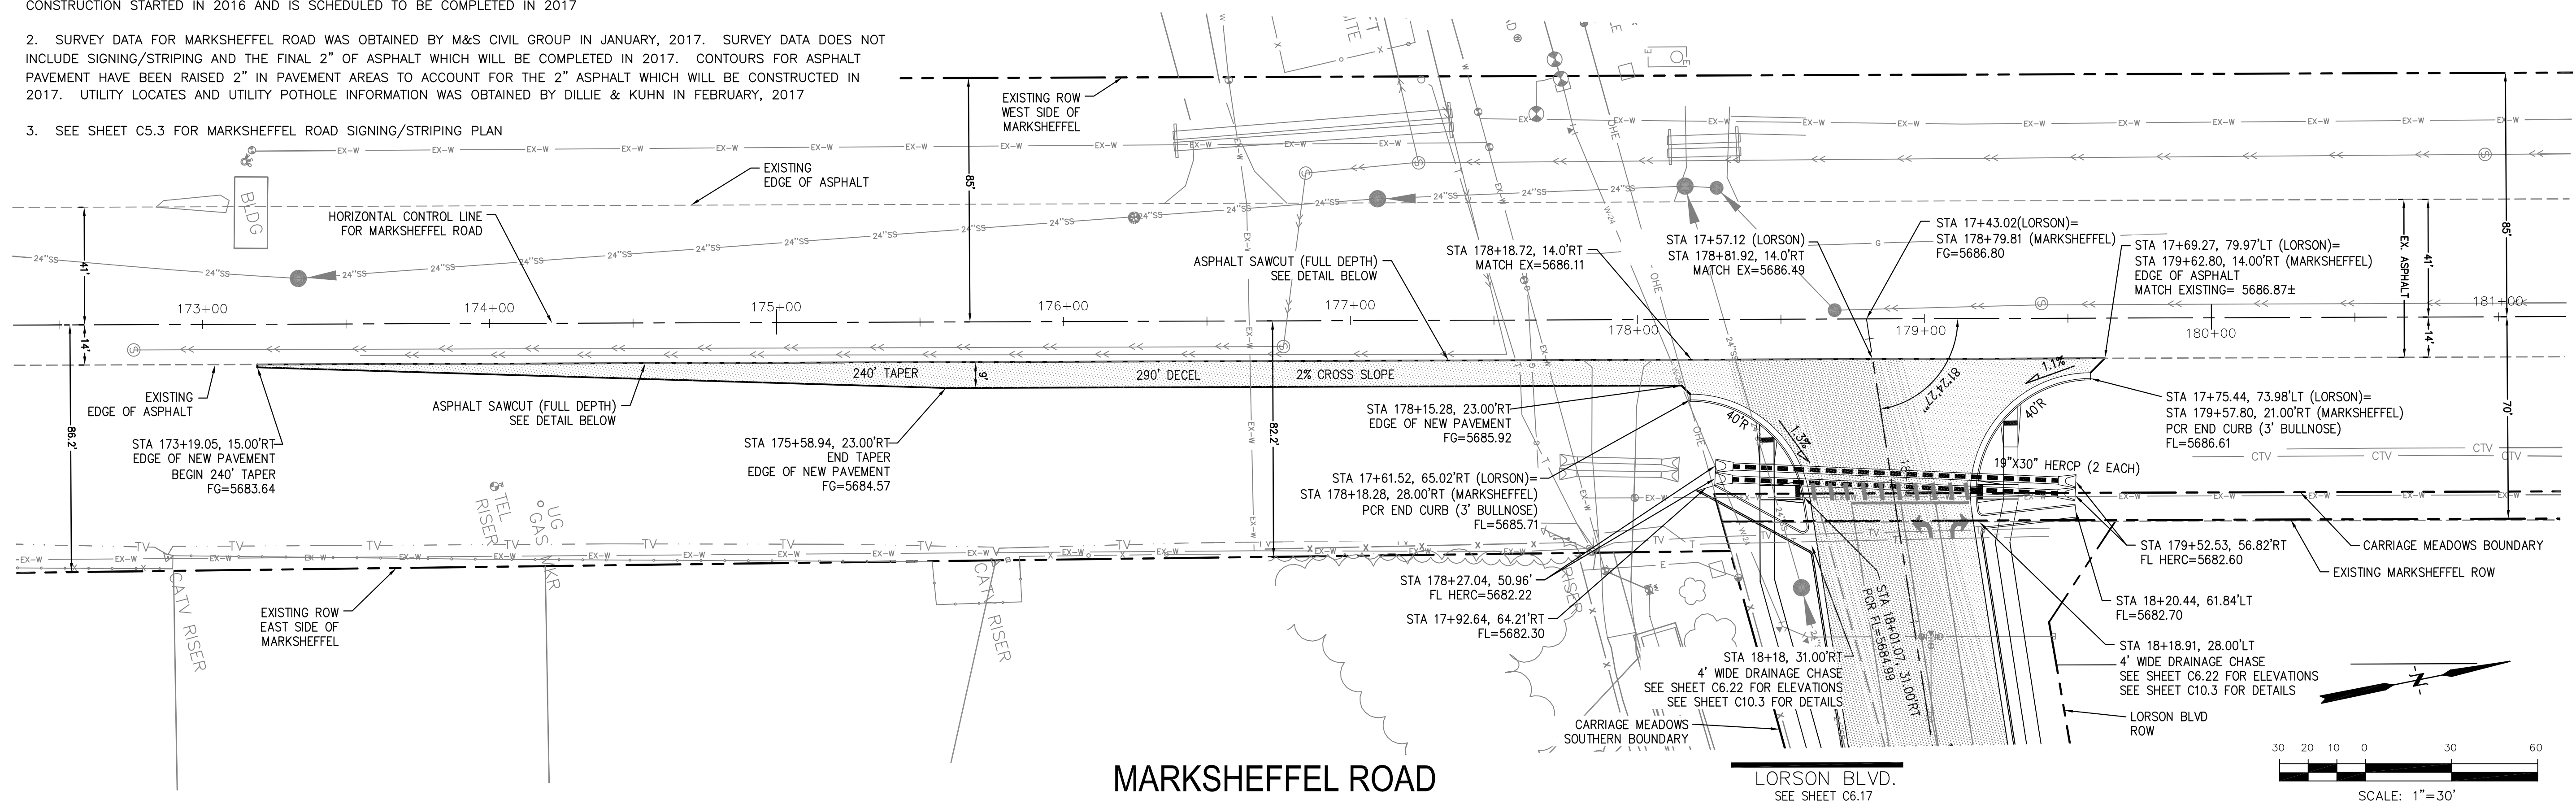 CONSTRUCTION STARTED IN 2016 AND IS SCHEDULED TO BE COMPLETED IN 2017
2. SURVEY DATA FOR MARKSHEFFEL ROAD WAS OBTAINED BY M&S CIVIL GROUP IN JANUARY, 2017. SURVEY DATA DOES NOT
INCLUDE SIGNING/STRIPING AND THE FINAL 2" OF ASPHALT WHICH WILL BE COMPLETED IN 2017. CONTOURS FOR ASPHALT
PAVEMENT HAVE BEEN RAISED 2" IN PAVEMENT AREAS TO ACCOUNT FOR THE 2" ASPHALT WHICH WILL BE CONSTRUCTED IN
2017. UTILITY LOCATES AND UTILITY POTHOLE INFORMATION WAS OBTAINED BY DILLIE & KUHN IN FEBRUARY, 2017
3. SEE SHEET C5.3 FOR MARKSHEFFEL ROAD SIGNING/STRIPING PLAN
EXISTING ROW
WEST SIDE OF
MARKSHEFFEL
EXISTING
EDGE OF ASPHALT
BLDG
HORIZONTAL CONTROL LINE
FOR MARKSHEFFEL ROAD
85'
85'
41'
14'
86.2'
82.2'
EX. ASPHALT
41'
14'
70'
173+00
174+00
175+00
176+00
177+00
178+00
179+00
180+00
181+00
ASPHALT SAWCUT (FULL DEPTH)
SEE DETAIL BELOW
STA 178+18.72, 14.0'RT
MATCH EX=5686.11
STA 17+57.12 (LORSON)
STA 178+81.92, 14.0'RT
MATCH EX=5686.49
STA 17+43.02(LORSON)=
STA 178+79.81 (MARKSHEFFEL)
FG=5686.80
STA 17+69.27, 79.97'LT (LORSON)=
STA 179+62.80, 14.00'RT (MARKSHEFFEL)
EDGE OF ASPHALT
MATCH EXISTING= 5686.87±
240' TAPER
9'
290' DECEL
2% CROSS SLOPE
81°24'27"
1.1%
1.3%
40'R
40'R
EXISTING
EDGE OF ASPHALT
ASPHALT SAWCUT (FULL DEPTH)
SEE DETAIL BELOW
STA 173+19.05, 15.00'RT
EDGE OF NEW PAVEMENT
BEGIN 240' TAPER
FG=5683.64
STA 175+58.94, 23.00'RT
END TAPER
EDGE OF NEW PAVEMENT
FG=5684.57
STA 178+15.28, 23.00'RT
EDGE OF NEW PAVEMENT
FG=5685.92
STA 17+61.52, 65.02'RT (LORSON)=
STA 178+18.28, 28.00'RT (MARKSHEFFEL)
PCR END CURB (3' BULLNOSE)
FL=5685.71
STA 17+75.44, 73.98'LT (LORSON)=
STA 179+57.80, 21.00'RT (MARKSHEFFEL)
PCR END CURB (3' BULLNOSE)
FL=5686.61
19"X30" HERCP (2 EACH)
CTV
CTV
CTV
CTV
TEL
RISER
UG
GAS MKR
CATV RISER
CATV RISER
RISER
EXISTING ROW
EAST SIDE OF
MARKSHEFFEL
STA 178+27.04, 50.96'
FL HERC=5682.22
STA 17+92.64, 64.21'RT
FL=5682.30
STA 18+18, 31.00'RT
4' WIDE DRAINAGE CHASE
SEE SHEET C6.22 FOR ELEVATIONS
SEE SHEET C10.3 FOR DETAILS
STA 18+01.07, 31.00'RT
PCR FL=5684.99
CARRIAGE MEADOWS
SOUTHERN BOUNDARY
STA 179+52.53, 56.82'RT
FL HERC=5682.60
CARRIAGE MEADOWS BOUNDARY
EXISTING MARKSHEFFEL ROW
STA 18+20.44, 61.84'LT
FL=5682.70
STA 18+18.91, 28.00'LT
4' WIDE DRAINAGE CHASE
SEE SHEET C6.22 FOR ELEVATIONS
SEE SHEET C10.3 FOR DETAILS
LORSON BLVD
ROW
MARKSHEFFEL ROAD
LORSON BLVD.
SEE SHEET C6.17
30 20 10 0 30 60
SCALE: 1"=30'